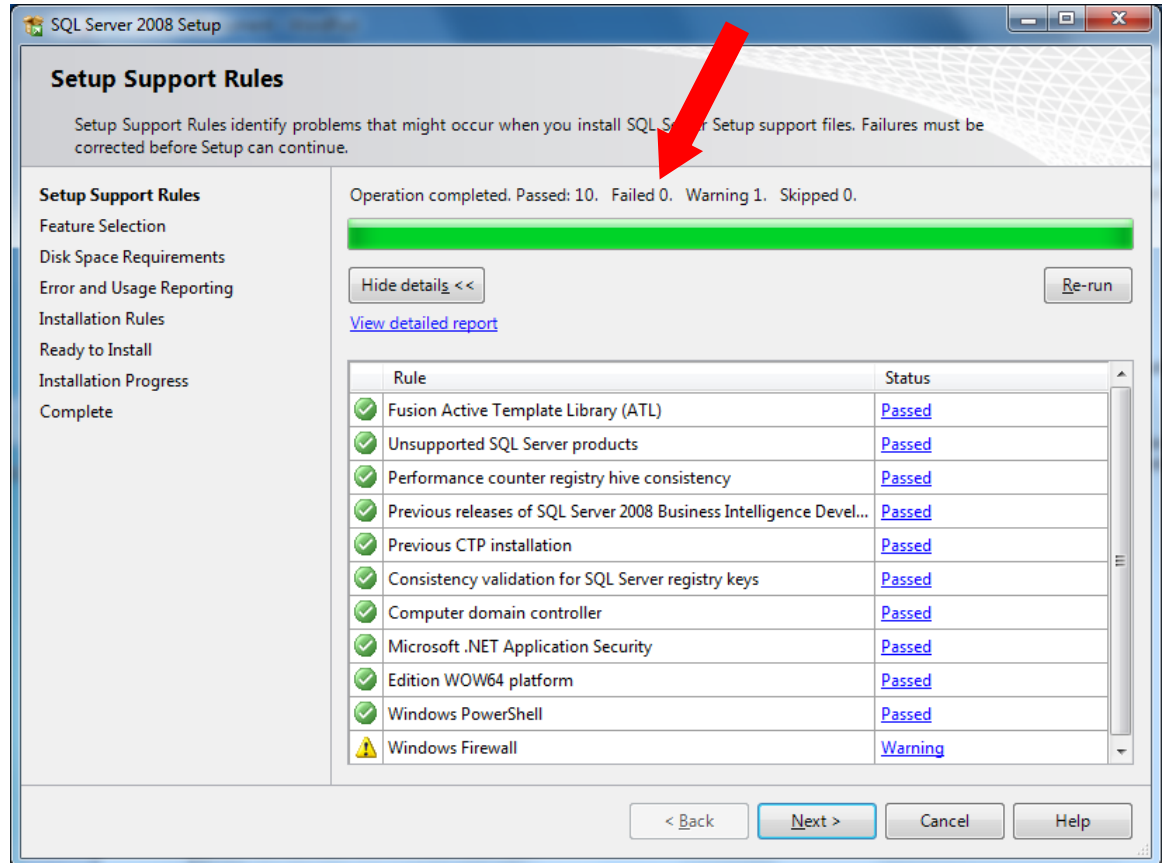 SQL Server 2008 Setup
Setup Support Rules
Setup Support Rules identify problems that might occur when you install SQL Server Setup support files. Failures must be
corrected before Setup can continue.
Setup Support Rules
Feature Selection
Disk Space Requirements
Error and Usage Reporting
Installation Rules
Ready to Install
Installation Progress
Complete
Operation completed. Passed: 10. Failed 0. Warning 1. Skipped 0.
Hide details <<
Re-run
View detailed report
Rule Status
Fusion Active Template Library (ATL) Passed
Unsupported SQL Server products Passed
Performance counter registry hive consistency Passed
Previous releases of SQL Server 2008 Business Intelligence Devel... Passed
Previous CTP installation Passed
Consistency validation for SQL Server registry keys Passed
Computer domain controller Passed
Microsoft .NET Application Security Passed
Edition WOW64 platform Passed
Windows PowerShell Passed
Windows Firewall Warning
< Back Next > Cancel Help